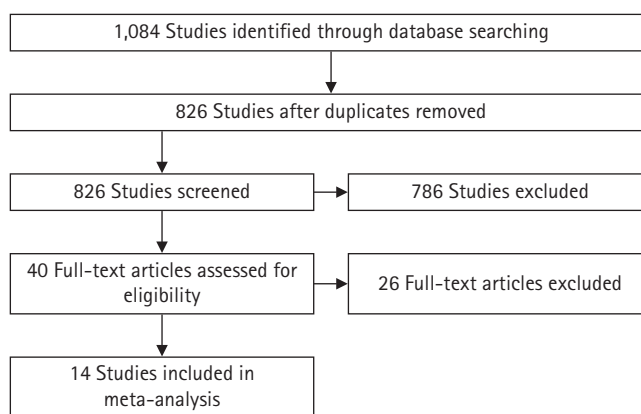 1,084 Studies identified through database searching
826 Studies after duplicates removed
826 Studies screened
786 Studies excluded
40 Full-text articles assessed for
eligibility
26 Full-text articles excluded
14 Studies included in
meta-analysis